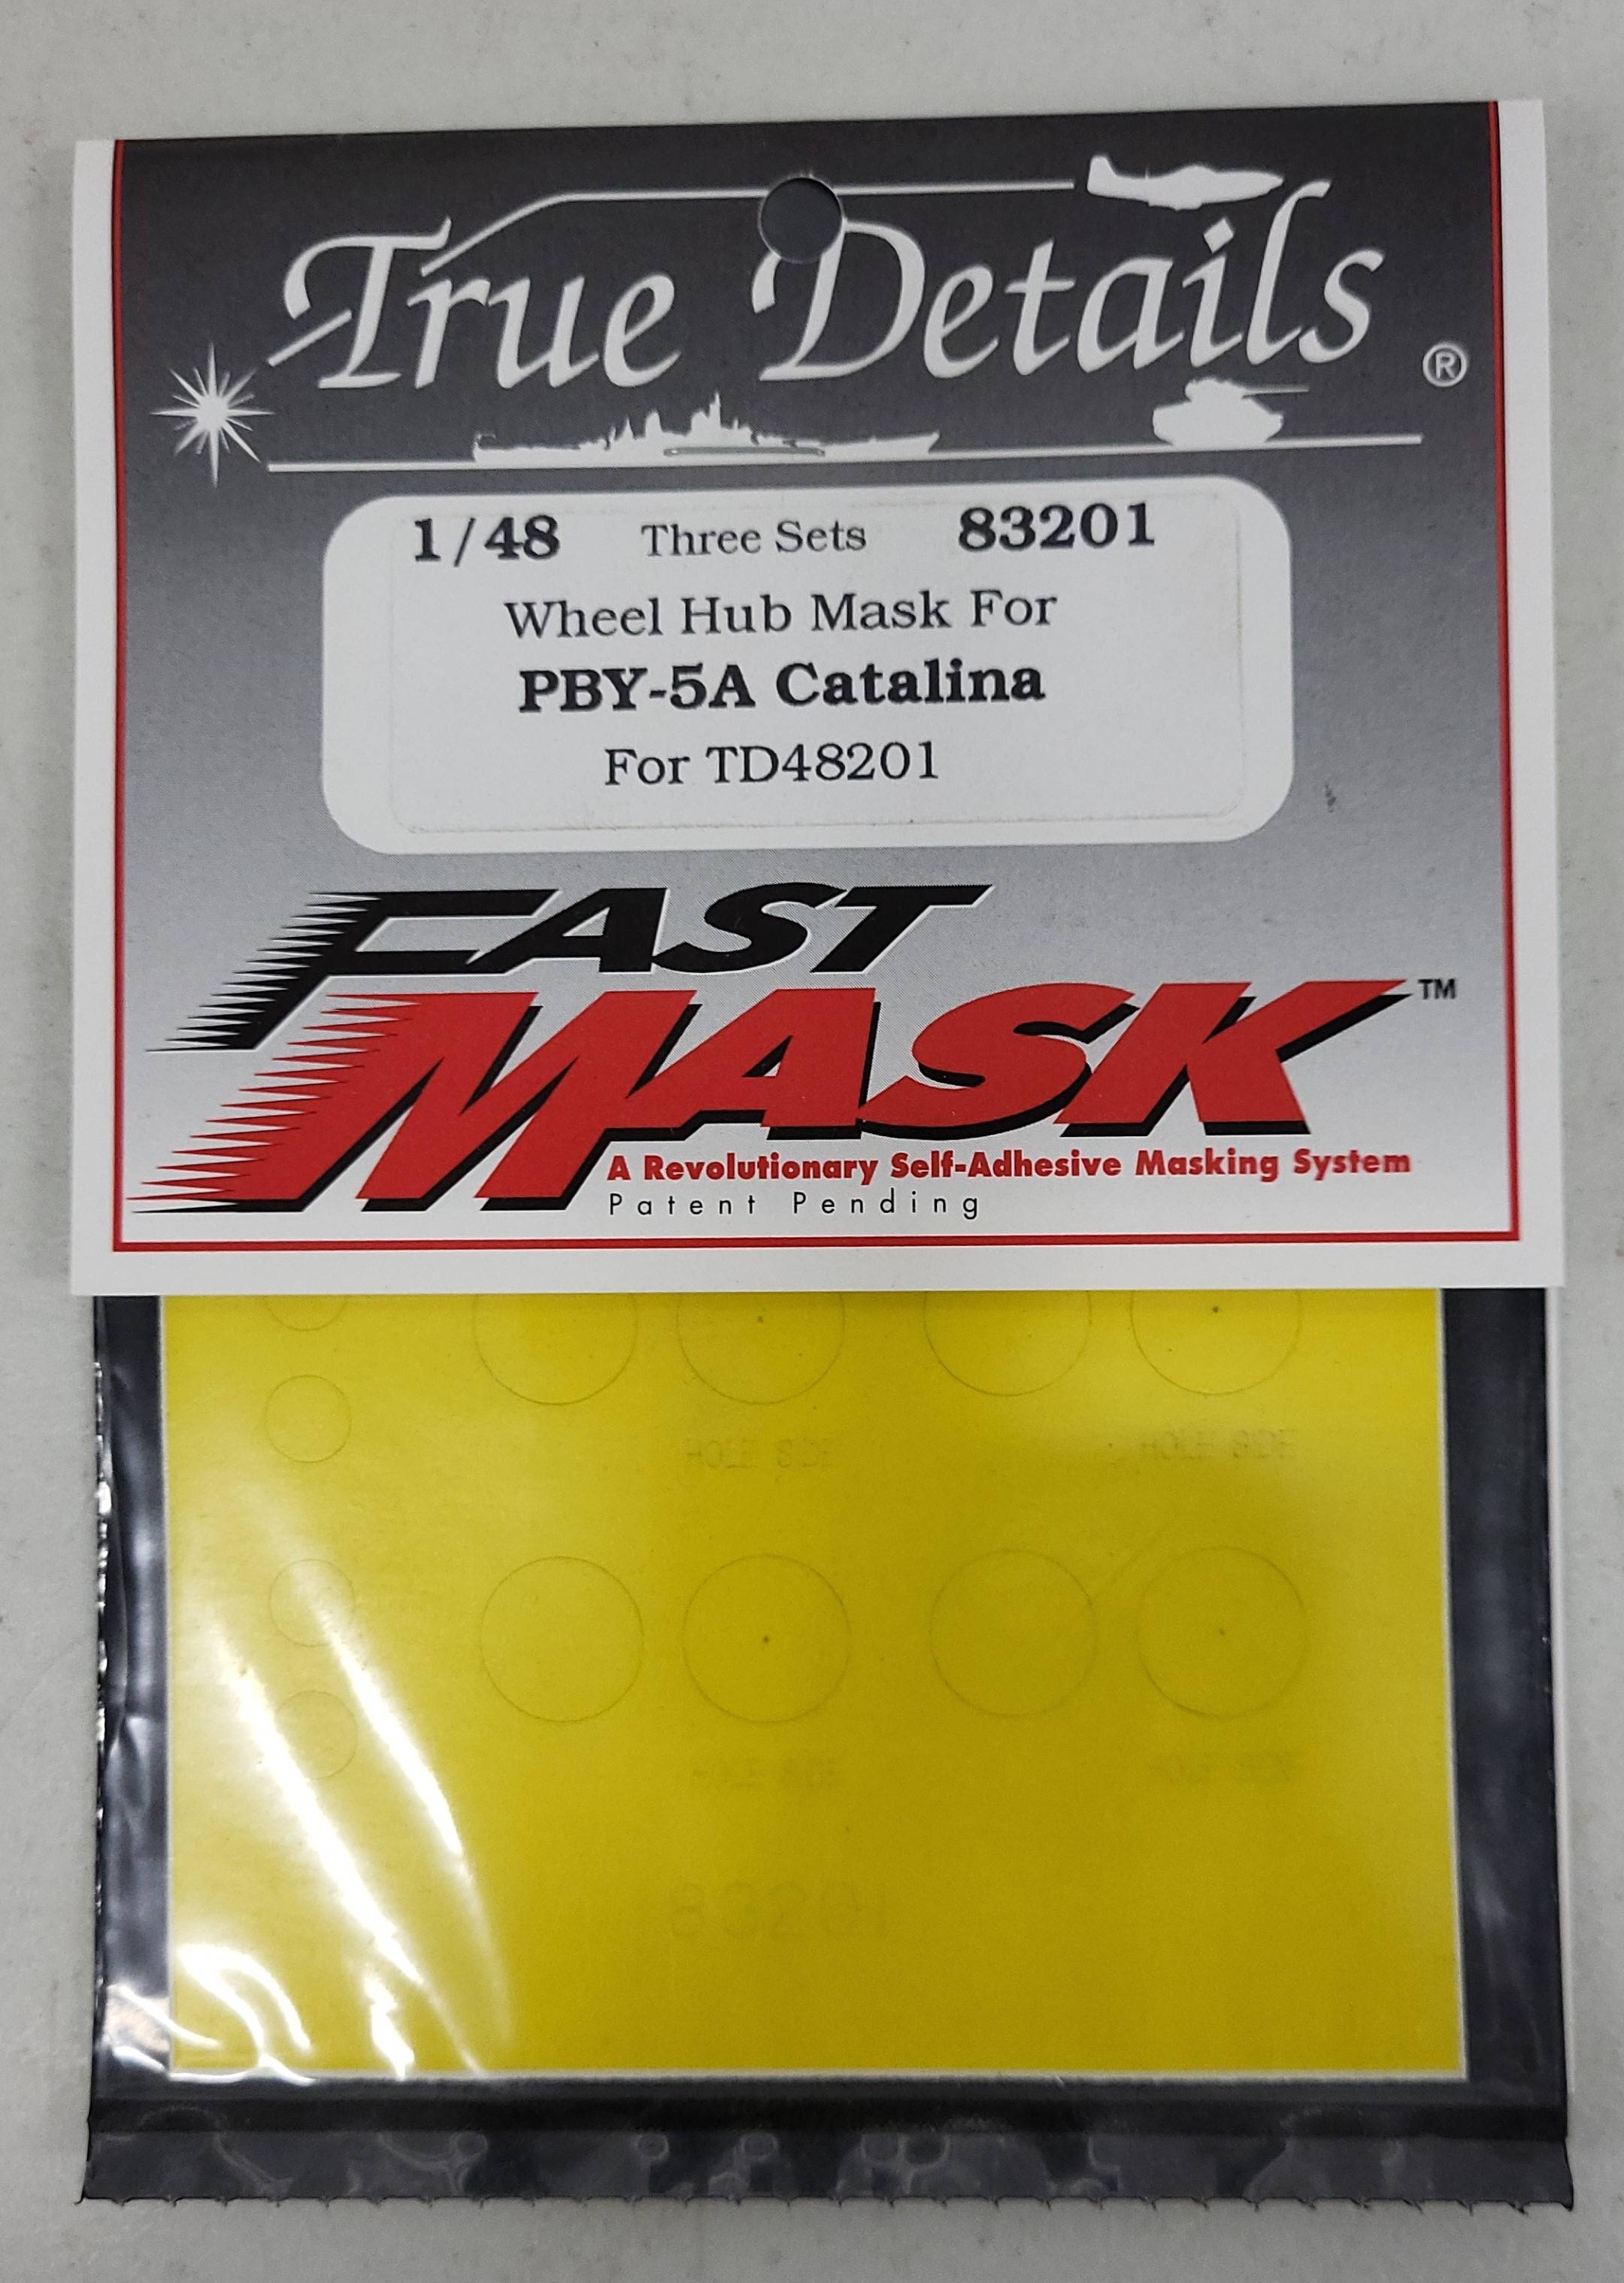 True Details ®
1/48 Three Sets 83201
Wheel Hub Mask For
PBY-5A Catalina
For TD48201
FAST
MASK ™
A Revolutionary Self-Adhesive Masking System
Patent Pending
83201